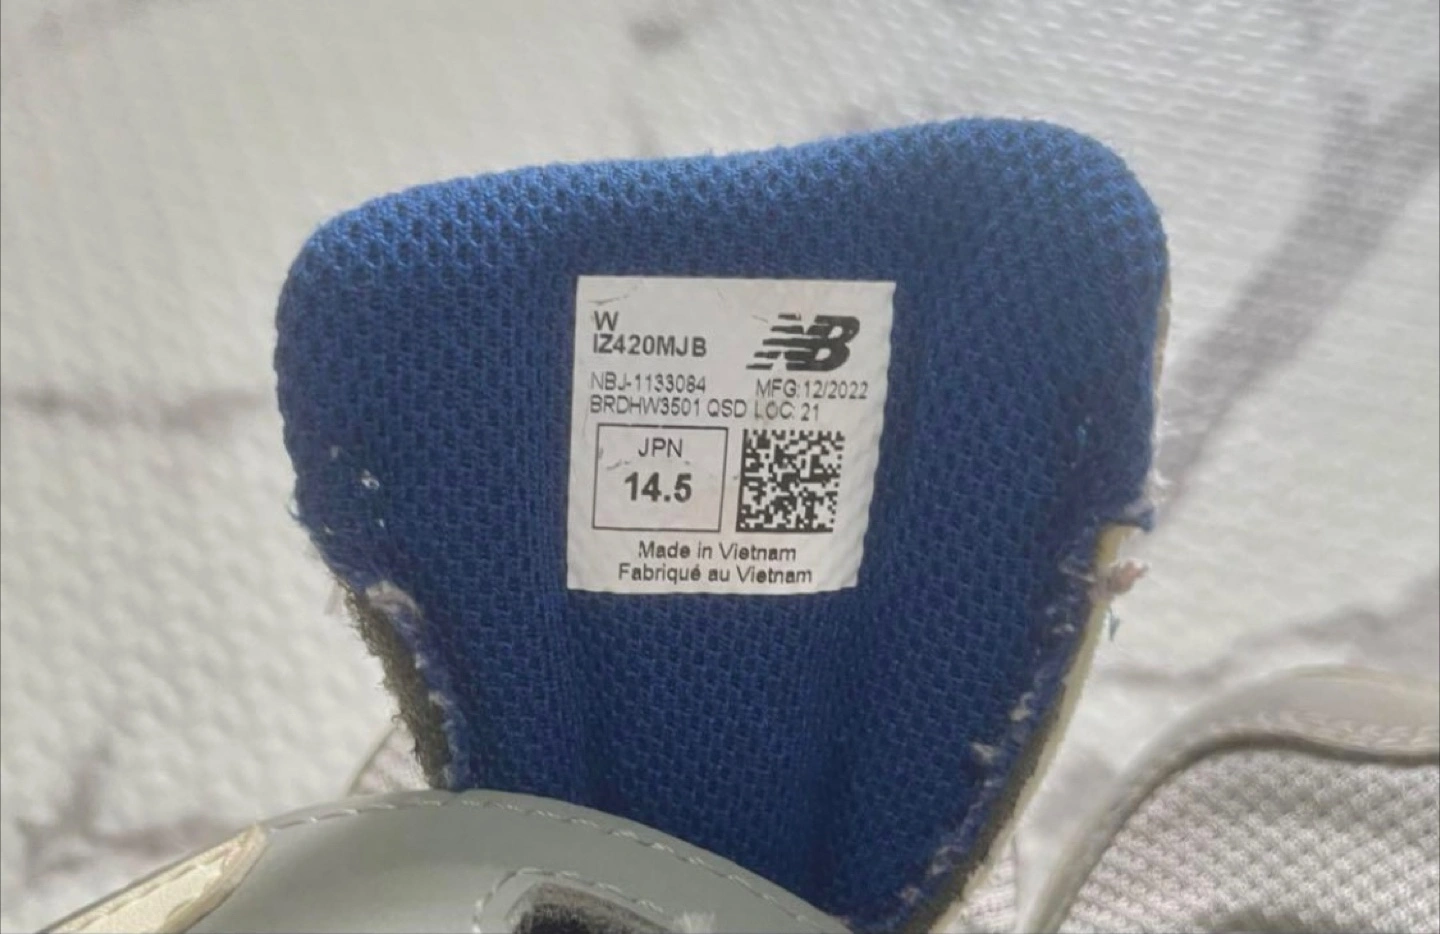 W
IZ420MJB
NB
NBJ-1133084 MFG:12/2022
BRDHW3501 QSD LOC: 21
JPN
14.5
Made in Vietnam
Fabriqué au Vietnam